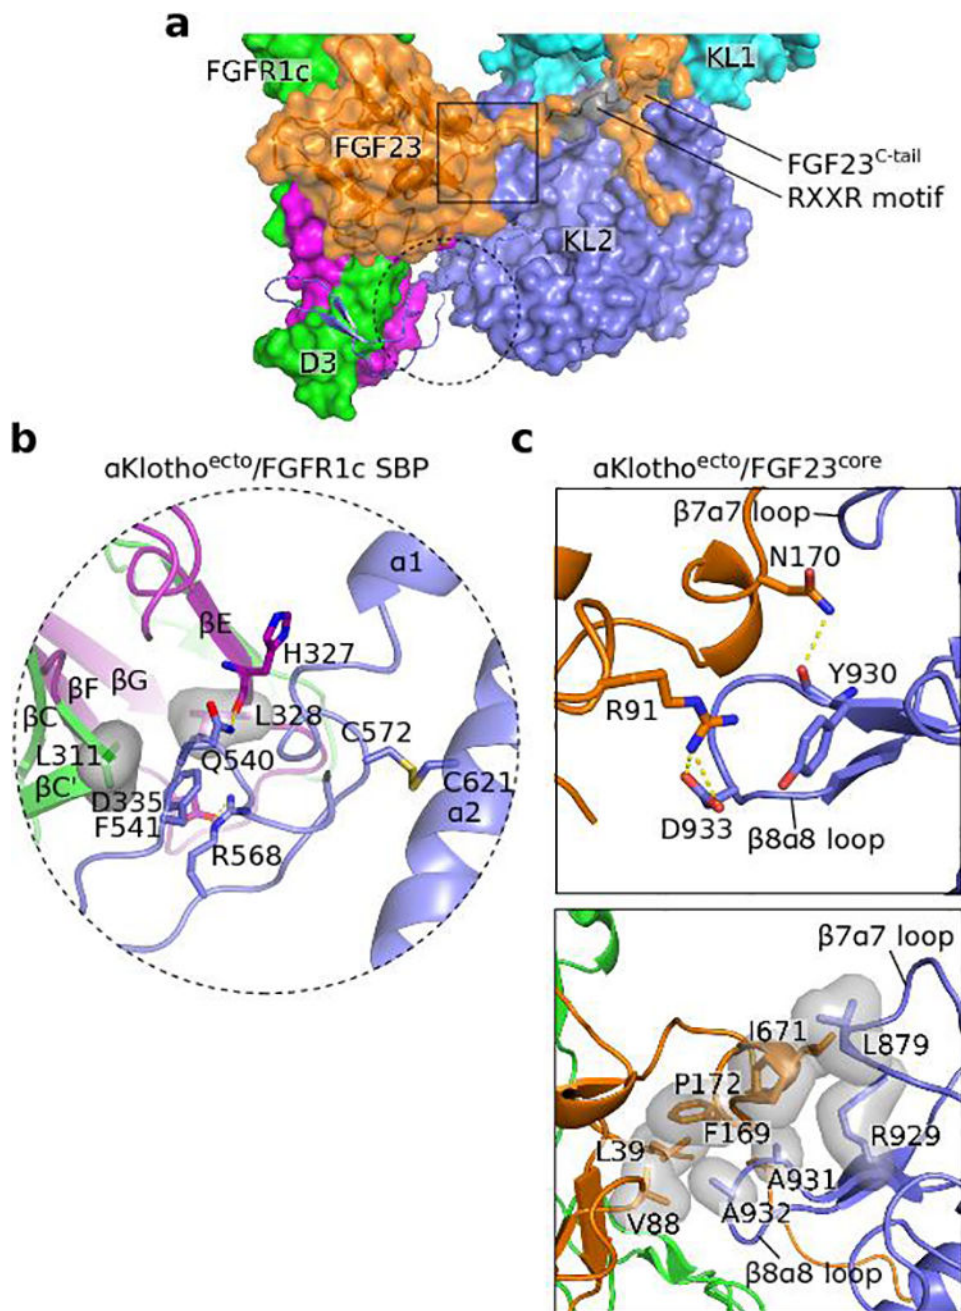 a
FGFR1c
KL1
FGF23
FGF23C-tail
RXXR motif
KL2
D3
b
αKlothoecto/FGFR1c SBP
α1
βE
H327
βF
βG
βC
L328
C572
L311
Q540
C621
βC'
D335
α2
F541
R568
c
αKlothoecto/FGF23core
β7α7 loop
N170
Y930
R91
D933
β8α8 loop
β7α7 loop
I671
L879
P172
F169
R929
L39
A931
A932
V88
β8α8 loop